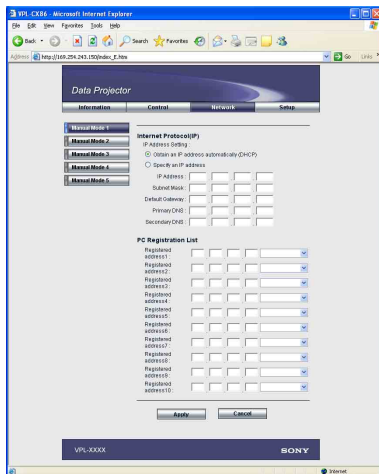 VPL-CX86 - Microsoft Internet Explorer
File Edit View Favorites Tools Help
Back Search Favorites
Address http://169.254.243.150/index_E.htm Go Links
Data Projector
Information Control Network Setup
Manual Mode 1
Manual Mode 2
Manual Mode 3
Manual Mode 4
Manual Mode 5
Internet Protocol(IP)
IP Address Setting
Obtain an IP address automatically (DHCP)
Specify an IP address
IP Address :
Subnet Mask :
Default Gateway :
Primary DNS :
Secondary DNS :
PC Registration List
Registered address1 :
Registered address2 :
Registered address3 :
Registered address4 :
Registered address5 :
Registered address6 :
Registered address7 :
Registered address8 :
Registered address9 :
Registered address10 :
Apply Cancel
VPL-XXXX SONY
Internet